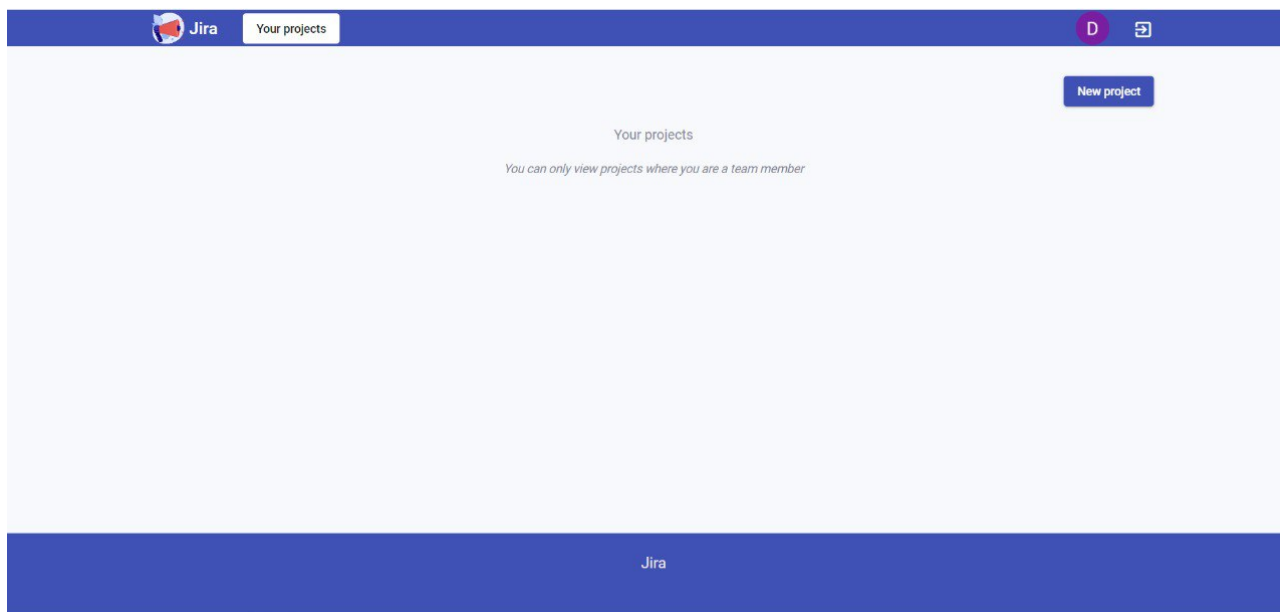 Jira Your projects D
New project
Your projects
You can only view projects where you are a team member
Jira